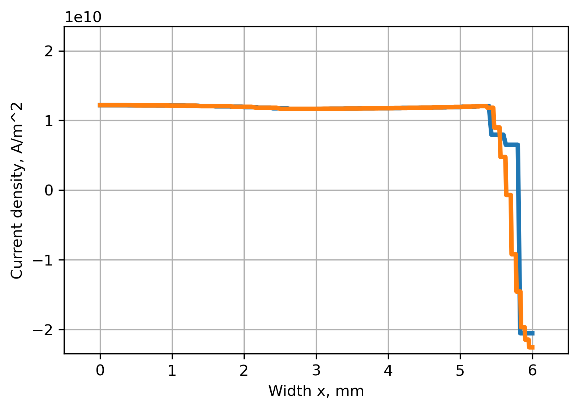 1e10
2
1
0
−1
−2
Current density, A/m^2
0 1 2 3 4 5 6
Width x, mm